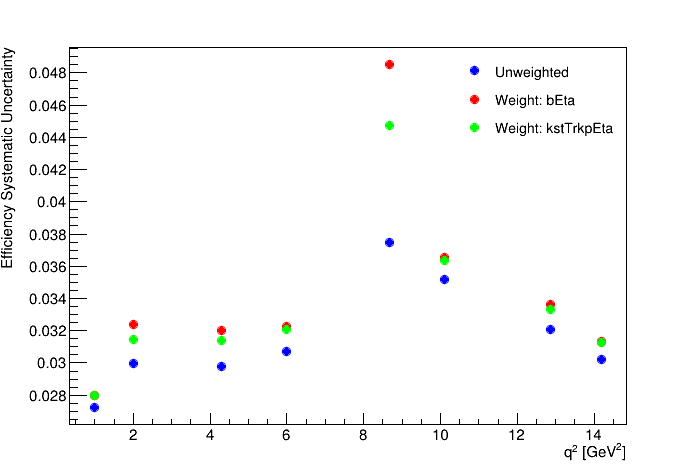 Efficiency Systematic Uncertainty
0.048
0.046
0.044
0.042
0.04
0.038
0.036
0.034
0.032
0.03
0.028
Unweighted
Weight: bEta
Weight: kstTrkpEta
2 4 6 8 10 12 14
q² [GeV²]